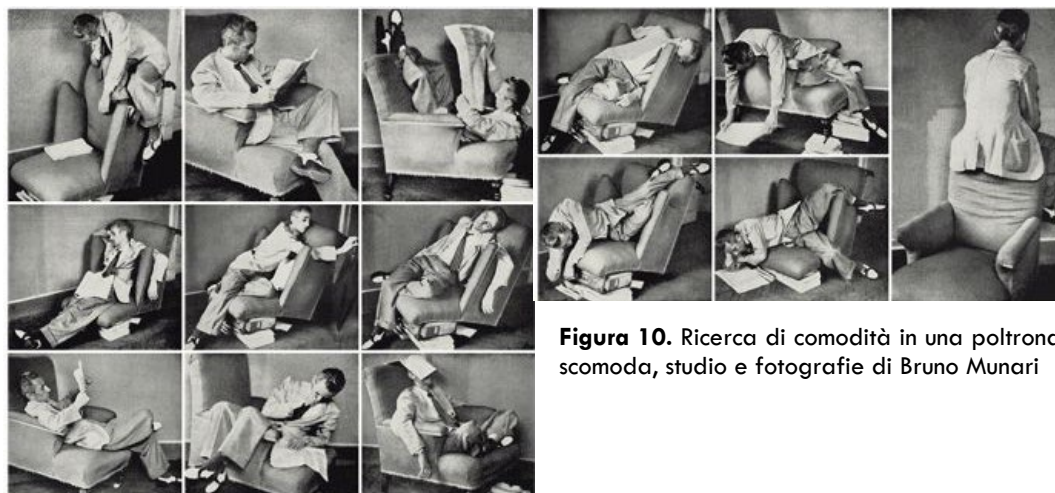 Figura 10. Ricerca di comodità in una poltrona
scomoda, studio e fotografie di Bruno Munari